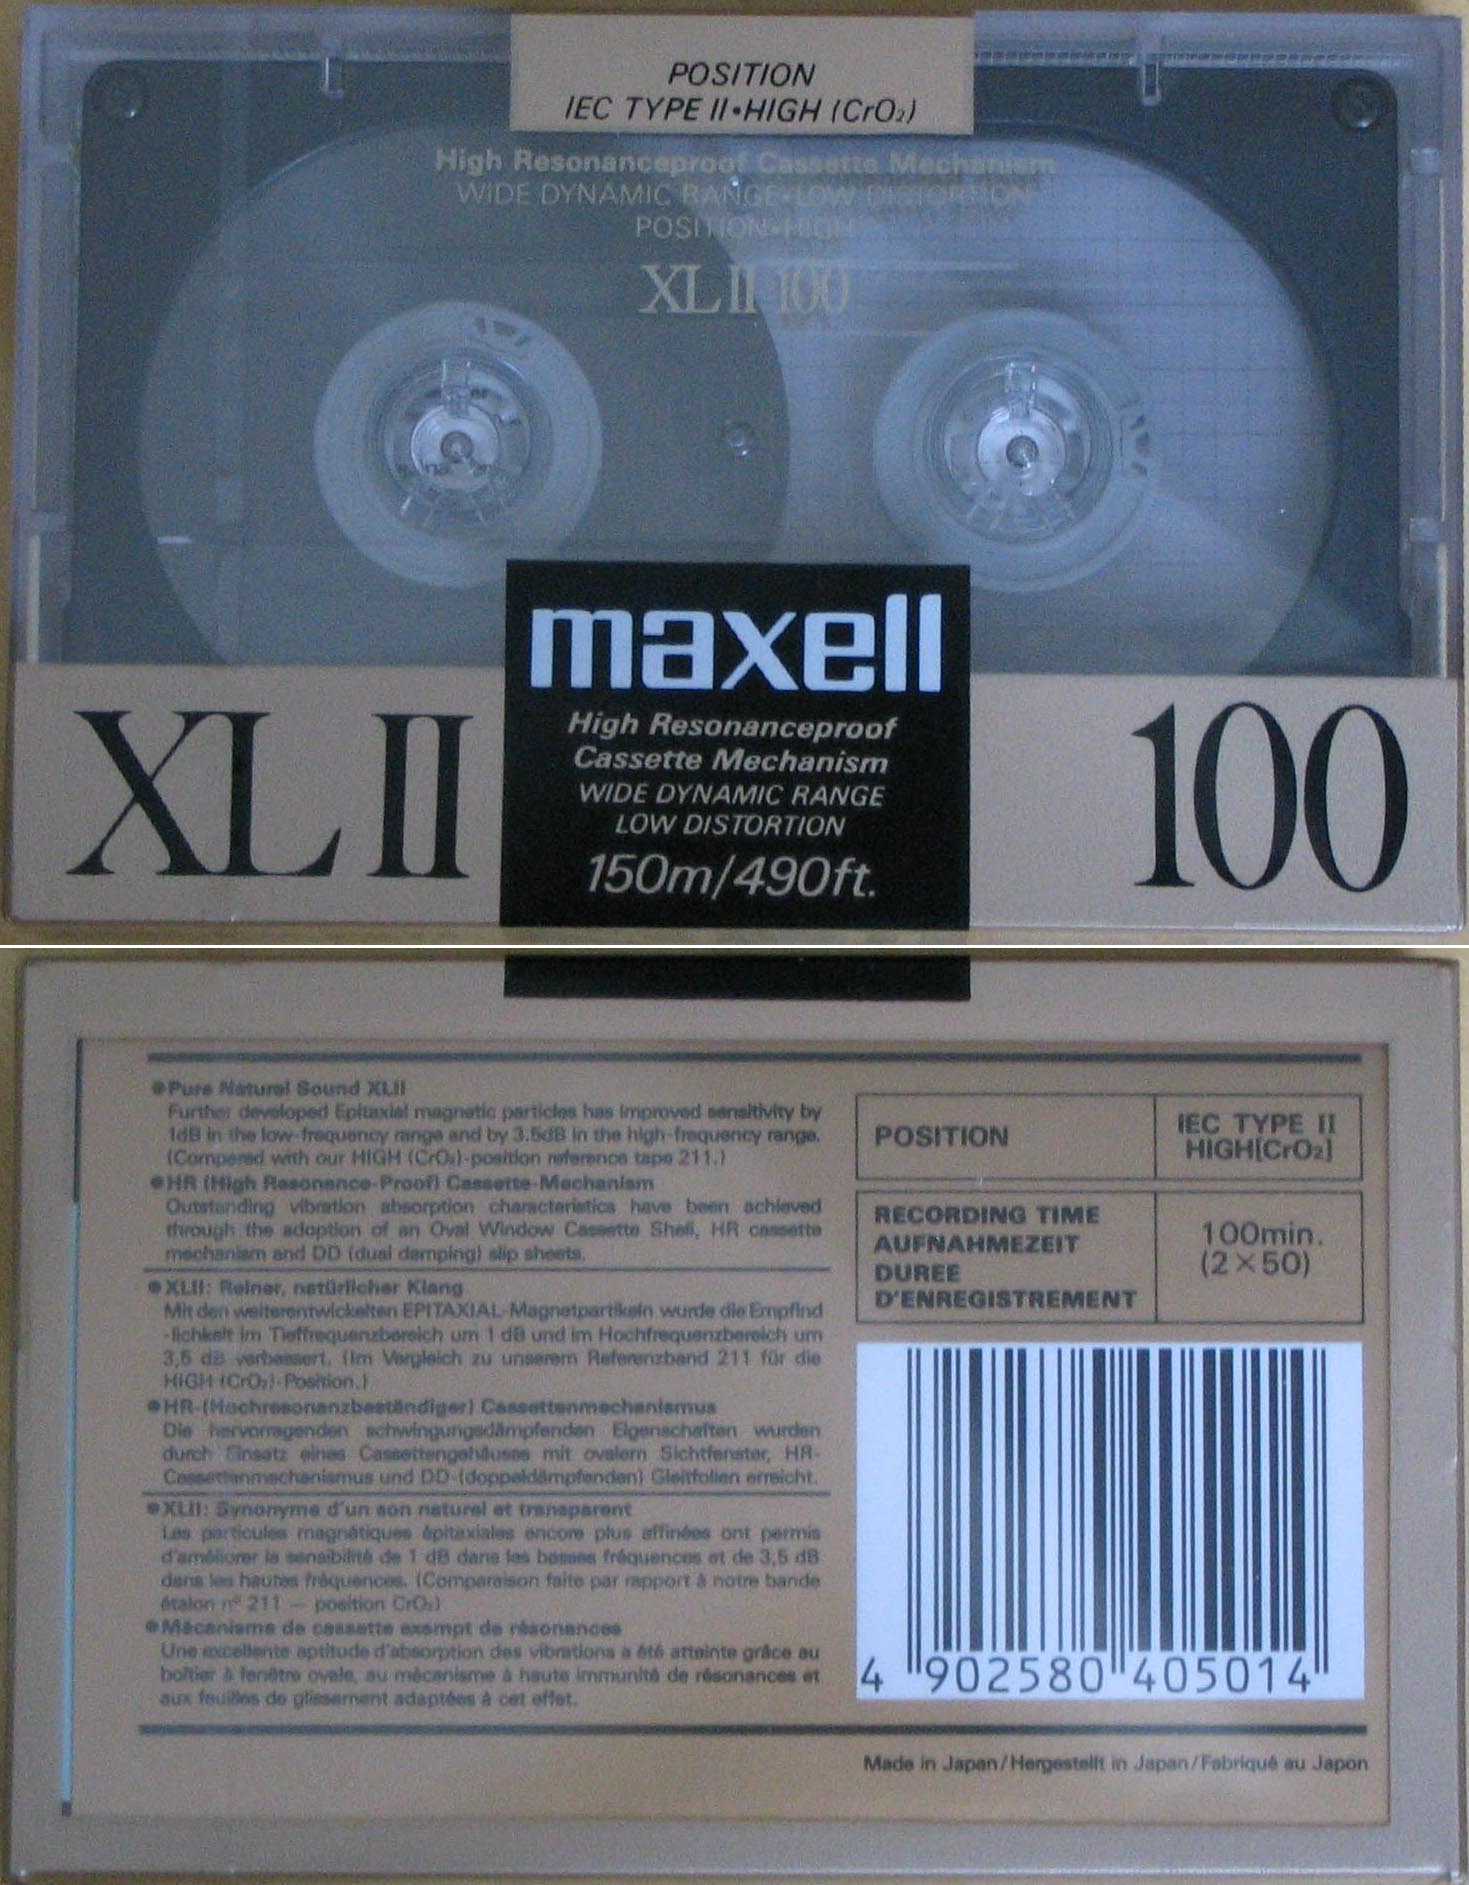 POSITION
IEC TYPE II•HIGH (CrO₂)
High Resonanceproof Cassette Mechanism
WIDE DYNAMIC RANGE•LOW DISTORTION
POSITION•HIGH
XL II 100
maxell
High Resonanceproof
Cassette Mechanism
WIDE DYNAMIC RANGE
LOW DISTORTION
150m/490ft.
XL II
100
●Pure Natural Sound XLII
Further developed Epitaxial magnetic particles has improved sensitivity by
1dB in the low-frequency range and by 3.5dB in the high-frequency range.
(Compared with our HIGH (CrO₂)-position reference tape 211.)
●HR (High Resonance-Proof) Cassette-Mechanism
Outstanding vibration absorption characteristics have been achieved
through the adoption of an Oval Window Cassette Shell, HR cassette
mechanism and DD (dual damping) slip sheets.
●XLII: Reiner, natürlicher Klang
Mit den weiterentwickelten EPITAXIAL-Magnetpartikeln wurde die Empfind
-lichkeit im Tieffrequenzbereich um 1 dB und im Hochfrequenzbereich um
3,5 dB verbessert. (Im Vergleich zu unserem Referenzband 211 für die
HIGH (CrO₂)-Position.)
●HR-(Hochresonanzbeständiger) Cassettenmechanismus
Die hervorragenden schwingungsdämpfenden Eigenschaften wurden
durch Einsatz eines Cassettengehäuses mit ovalem Sichtfenster, HR-
Cassettenmechanismus und DD-(doppeldämpfenden) Gleitfolien erreicht.
●XLII: Synonyme d'un son naturel et transparent
Les particules magnétiques épitaxiales encore plus affinées ont permis
d'améliorer la sensibilité de 1 dB dans les basses fréquences et de 3,5 dB
dans les hautes fréquences. (Comparaison faite par rapport à notre bande
étalon nº 211 — position CrO₂)
●Mécanisme de cassette exempt de résonances
Une excellente aptitude d'absorption des vibrations a été atteinte grâce au
boîtier à fenêtre ovale, au mécanisme à haute immunité de résonances et
aux feuilles de glissement adaptées à cet effet.
POSITION
IEC TYPE II
HIGH[CrO₂]
RECORDING TIME
AUFNAHMEZEIT
DUREE
D'ENREGISTREMENT
100min.
(2×50)
4 902580 405014
Made in Japan/Hergestellt in Japan/Fabriqué au Japon